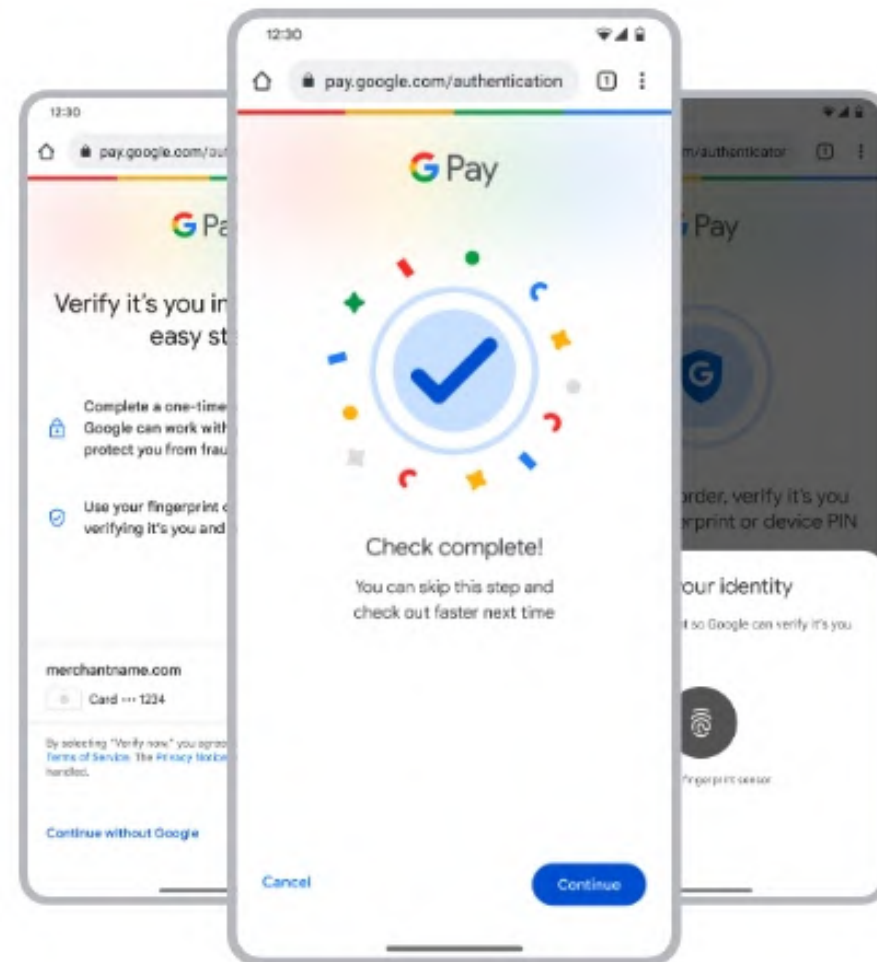 12:30
pay.google.com/aut
G Pa
Verify it's you in
easy st
Complete a one-time
Google can work with
protect you from frau
Use your fingerprint
verifying it's you and
merchantname.com
Card ••• 1234
By selecting "Verify now," you agree
Terms of Service. The Privacy Notice
handled.
Continue without Google
12:30
pay.google.com/authentication
1
G Pay
Check complete!
You can skip this step and
check out faster next time
Cancel
Continue
m/authenticator
1
Pay
G
order, verify it's you
erprint or device PIN
our identity
t so Google can verify it's you
fingerprint sensor